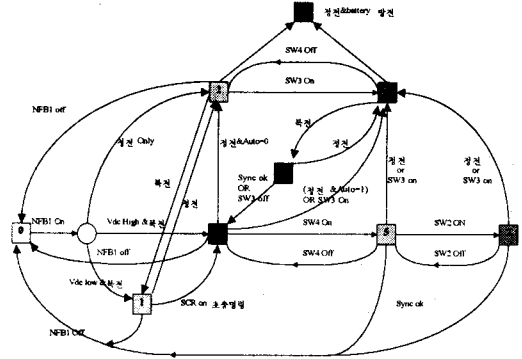 정전&battery 방전
SW4 Off
SW3 On
NFB1 off
정전 Only
복전
정전
정전&Auto=0
복전
정전
Sync ok
OR
SW3 off
(정전 &Auto=1)
OR SW3 On
정전
or
SW3 on
정전
or
SW3 on
0
NFB1 On
Vdc High &복전
SW4 On
5
SW2 ON
NFB1 off
SW4 Off
SW2 Off
Vdc low &복전
1
SCR on 초충명령
NFB1 Off
Sync ok